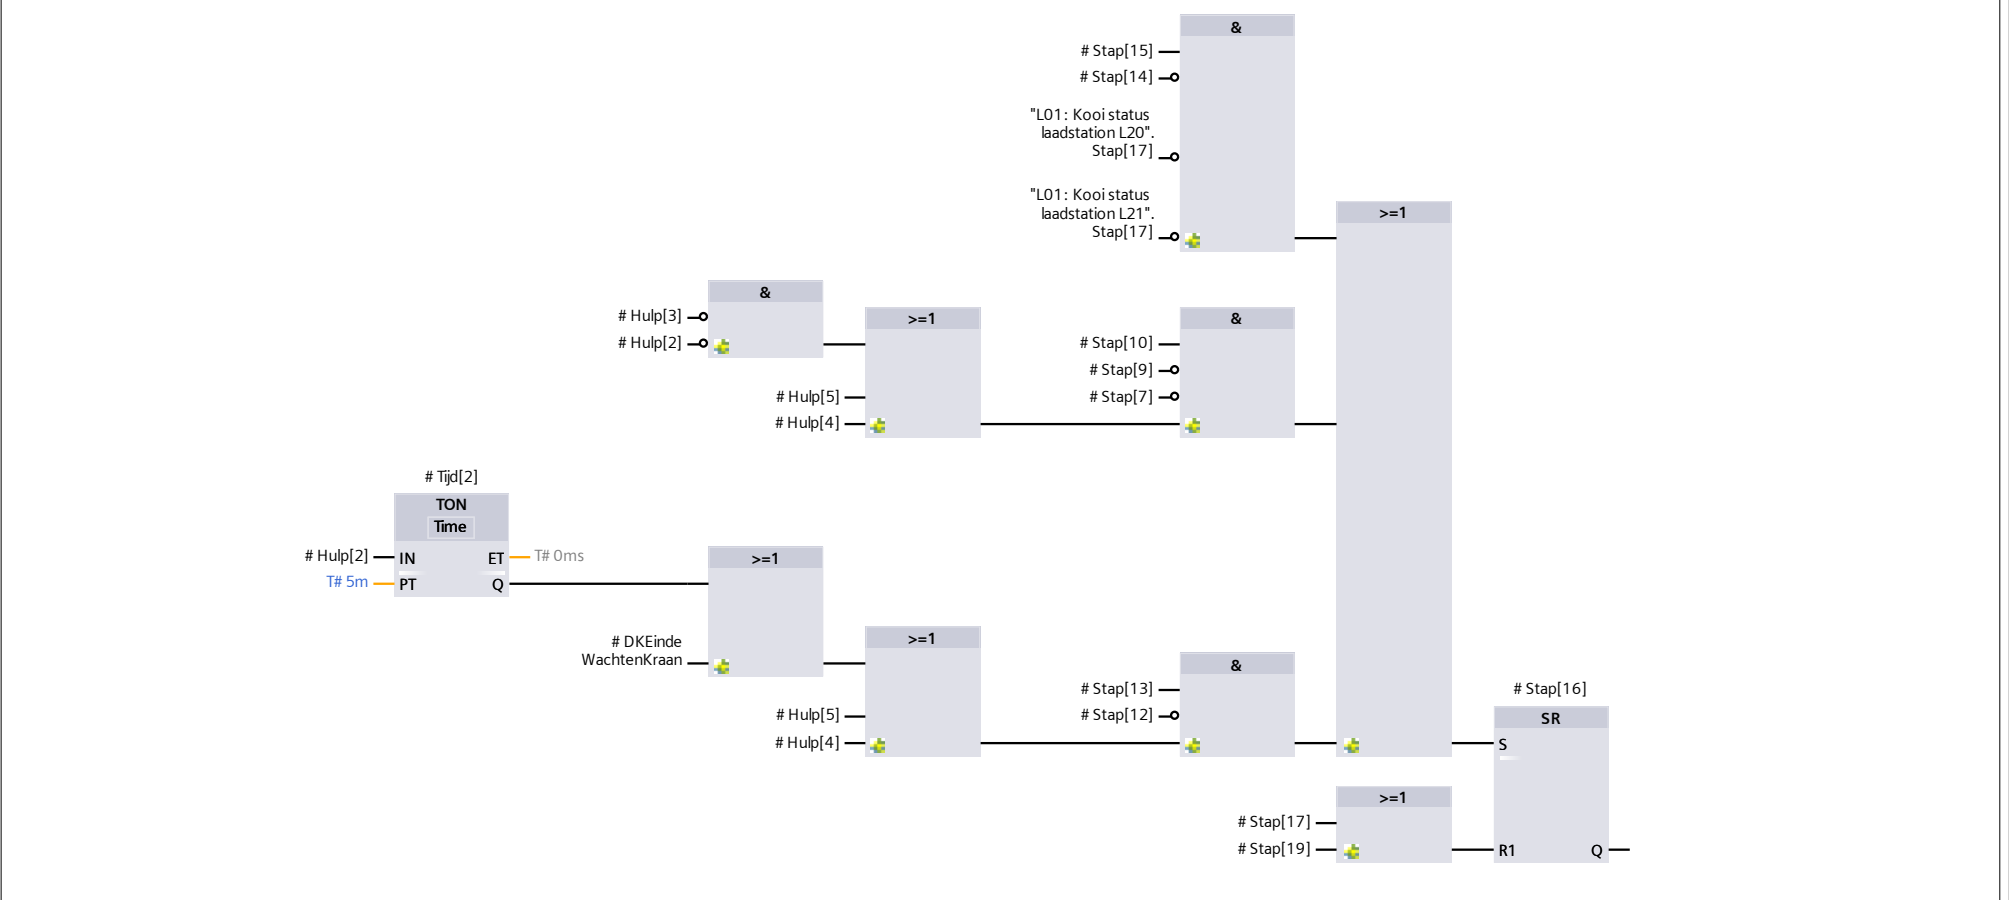 &
# Stap[15]
# Stap[14]
"L01: Kooi status
laadstation L20".
Stap[17]
"L01: Kooi status
laadstation L21".
Stap[17]
>=1
&
# Hulp[3]
# Hulp[2]
>=1
# Hulp[5]
# Hulp[4]
&
# Stap[10]
# Stap[9]
# Stap[7]
# Tijd[2]
TON
Time
# Hulp[2]
IN
ET
T# 0ms
T# 5m
PT
Q
>=1
# DKEinde
WachtenKraan
>=1
# Hulp[5]
# Hulp[4]
&
# Stap[13]
# Stap[12]
# Stap[16]
SR
S
>=1
# Stap[17]
# Stap[19]
R1
Q